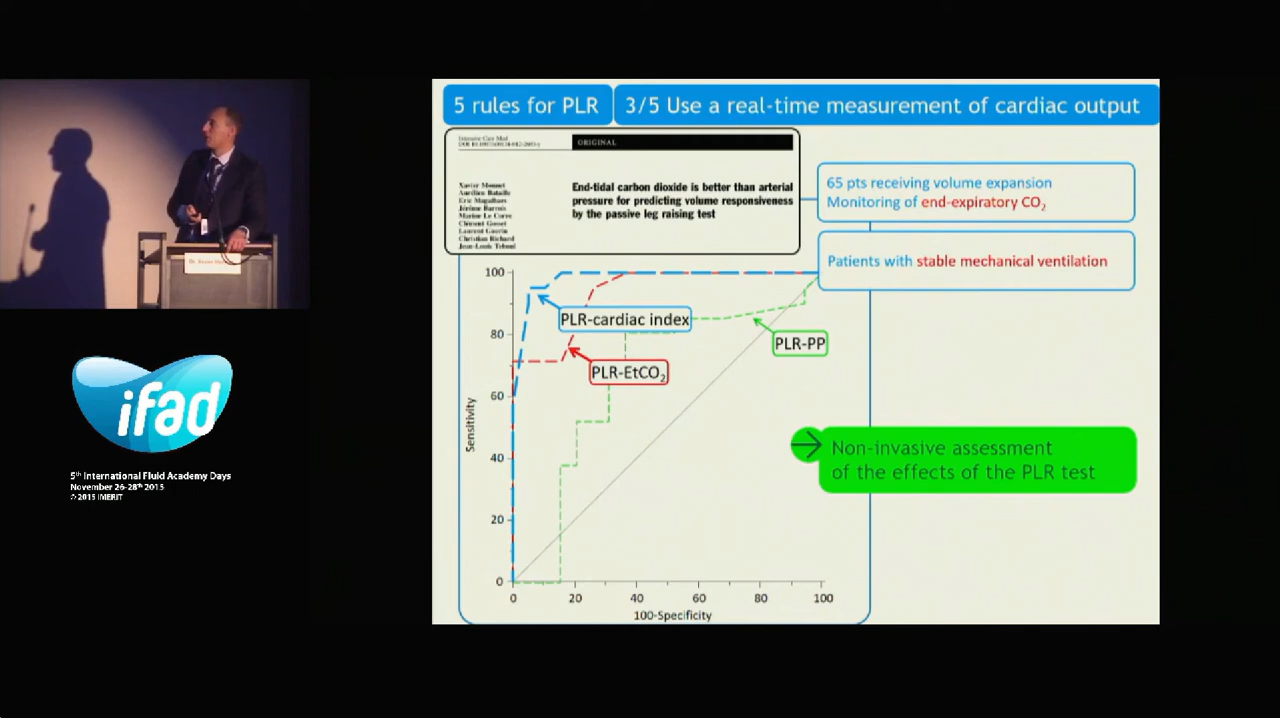 5 rules for PLR
3/5 Use a real-time measurement of cardiac output
Intensive Care Med
ORIGINAL
Xavier Monnet
Aurélien Bataille
Eric Magalhaes
Jérôme Barrois
Marine Le Corre
Clément Gosset
Laurent Guerin
Christian Richard
Jean-Louis Teboul
End-tidal carbon dioxide is better than arterial
pressure for predicting volume responsiveness
by the passive leg raising test
65 pts receiving volume expansion
Monitoring of end-expiratory CO2
Patients with stable mechanical ventilation
100
80
60
40
20
0
Sensitivity
PLR-cardiac index
PLR-EtCO2
PLR-PP
0 20 40 60 80 100
100-Specificity
Non-invasive assessment
of the effects of the PLR test
ifad
5th International Fluid Academy Days
November 26-28th 2015
© 2015 IMERIT